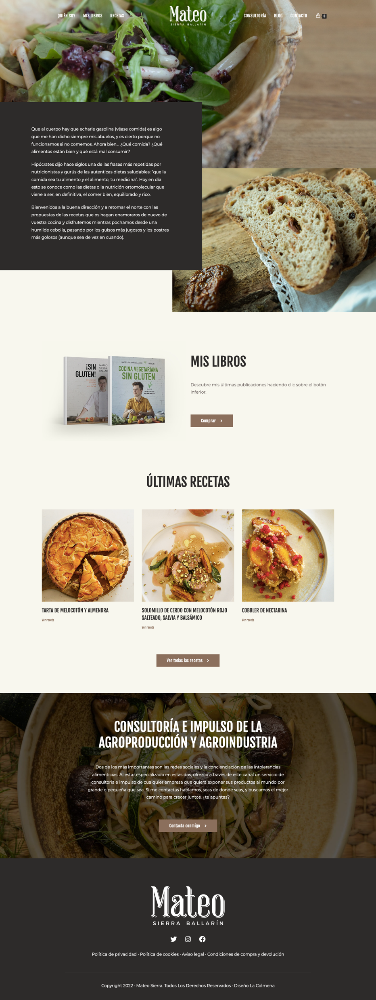 QUIÉN SOY
MIS LIBROS
RECETAS
Mateo
SIERRA BALLARÍN
CONSULTORÍA
BLOG
CONTACTO
0
Que al cuerpo hay que echarle gasolina (véase comida) es algo
que me han dicho siempre mis abuelos, y es cierto porque no
funcionamos si no comemos. Ahora bien... ¿Qué comida? ¿Qué
alimentos están bien y qué está mal consumir?
Hipócrates dijo hace siglos una de las frases más repetidas por
nutricionistas y gurús de las autenticas dietas saludables: “que la
comida sea tu alimento y el alimento, tu medicina”. Hoy en día
esto se conoce como las dietas o la nutrición ortomolecular que
viene a ser, en definitiva, el comer bien, equilibrado y rico.
Bienvenidos a la buena dirección y a retomar el norte con las
propuestas de las recetas que os hagan enamoraros de nuevo de
vuestra cocina y disfrutemos mientras pochamos desde una
humilde cebolla, pasando por los guisos más jugosos y los postres
más golosos (aunque sea de vez en cuando).
¡SIN
GLUTEN!
MATEO
SIERRA
BALLAR
MATEO SIERRA BALLARÍN
OBERON
COCINA VEGETARIANA
SIN GLUTEN
PLATOS
VEGETARIANOS
VEGANIZABLES
MIS LIBROS
Descubre mis últimas publicaciones haciendo clic sobre el botón
inferior.
Comprar
ÚLTIMAS RECETAS
TARTA DE MELOCOTÓN Y ALMENDRA
Ver receta
SOLOMILLO DE CERDO CON MELOCOTÓN ROJO
SALTEADO, SALVIA Y BALSÁMICO
Ver receta
COBBLER DE NECTARINA
Ver receta
Ver todas las recetas
CONSULTORÍA E IMPULSO DE LA
AGROPRODUCCIÓN Y AGROINDUSTRIA
Dos de los más importantes son las redes sociales y la concienciación de las intolerancias
alimenticias. Al estar especializado en estas dos, ofrezco a través de este canal un servicio de
consultoría e impulso de cualquier empresa que quiera exponer sus productos al mundo por
grande o pequeña que sea. Si me contactas hablamos, seas de donde seas, y buscamos el mejor
camino para crecer juntos. ¿te apuntas?
Contacta conmigo
Mateo
SIERRA BALLARÍN
Política de privacidad · Política de cookies · Aviso legal · Condiciones de compra y devolución
Copyright 2022 · Mateo Sierra. Todos Los Derechos Reservados · Diseño La Colmena